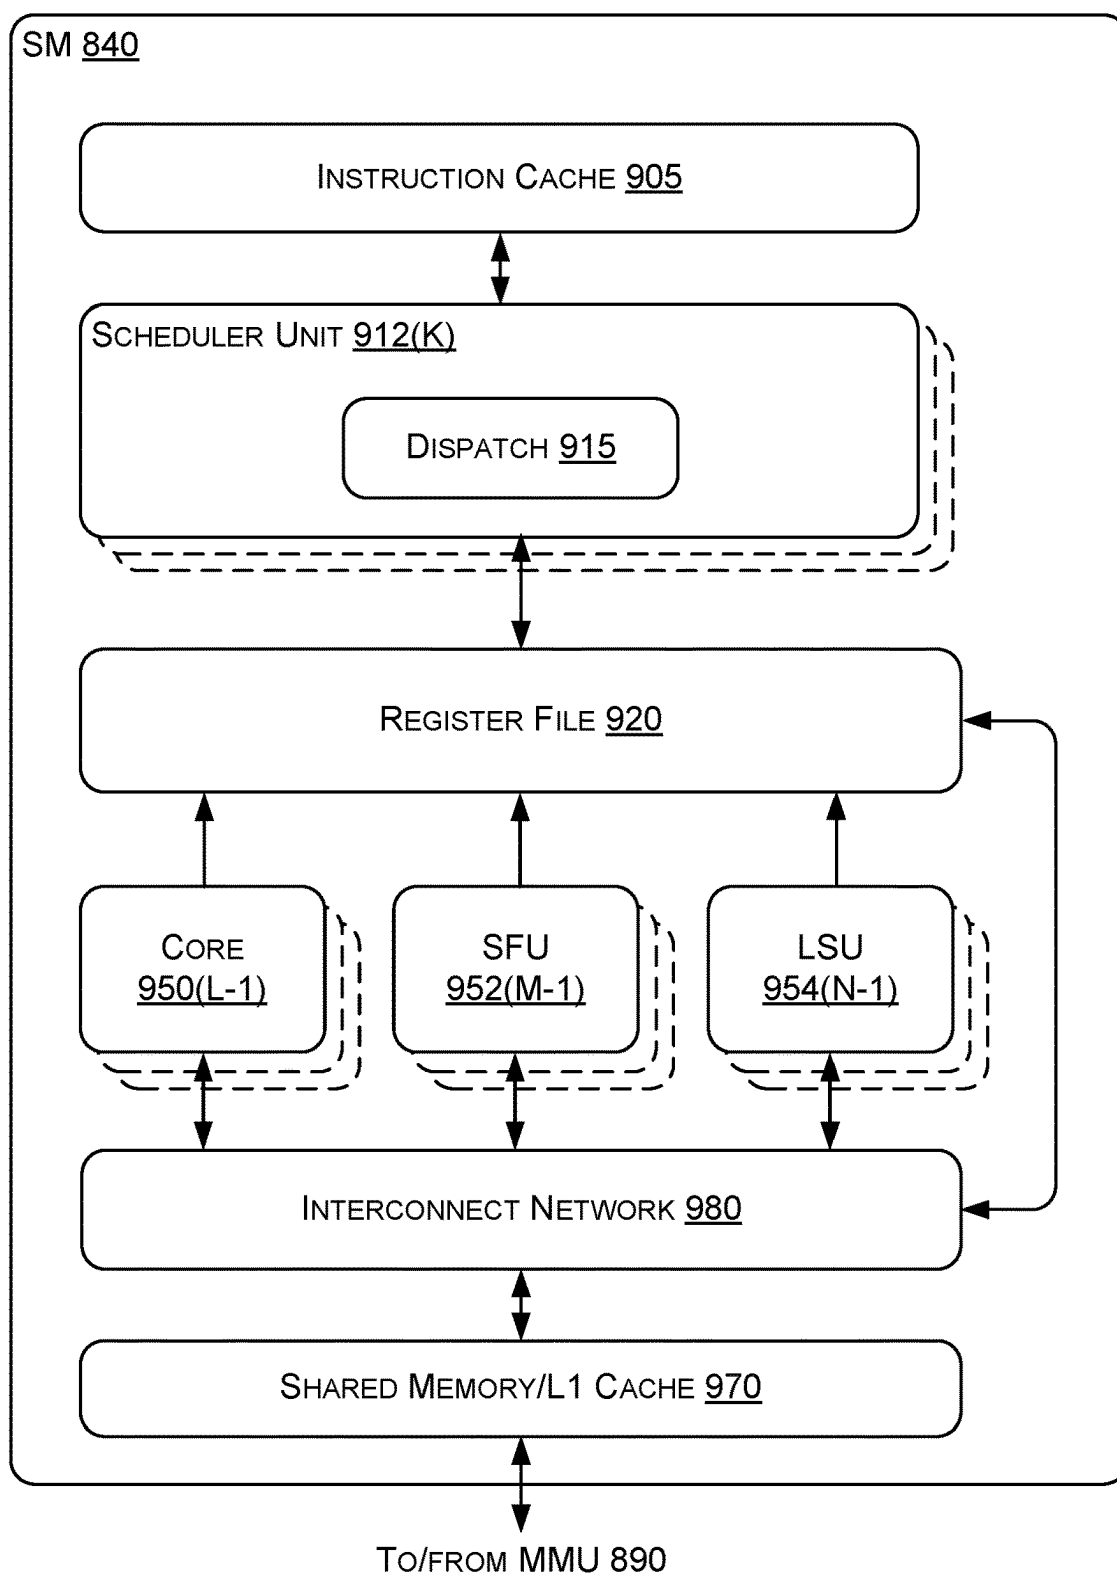 SM 840
INSTRUCTION CACHE 905
SCHEDULER UNIT 912(K)
DISPATCH 915
REGISTER FILE 920
CORE
950(L-1)
SFU
952(M-1)
LSU
954(N-1)
INTERCONNECT NETWORK 980
SHARED MEMORY/L1 CACHE 970
TO/FROM MMU 890